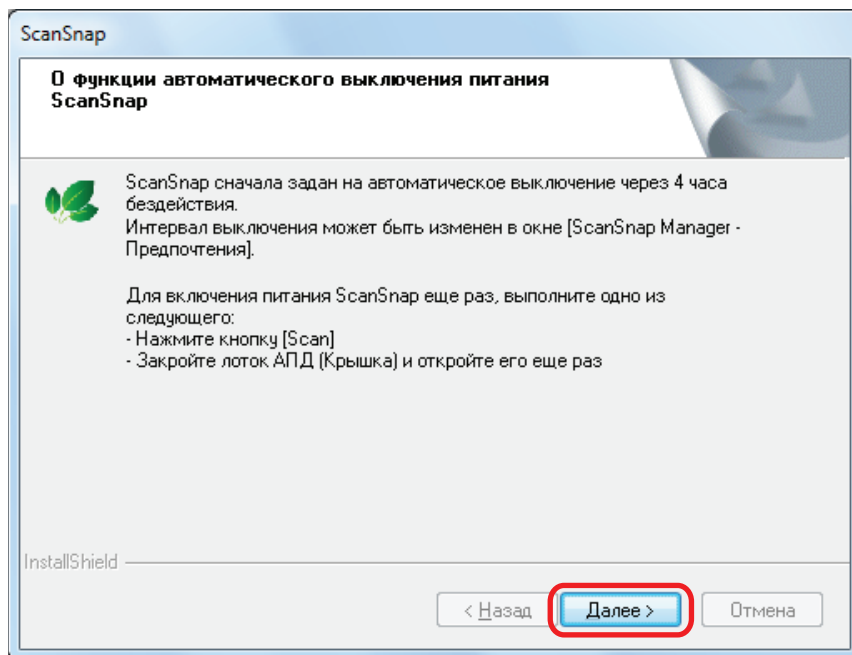 ScanSnap
О функции автоматического выключения питания
ScanSnap
ScanSnap сначала задан на автоматическое выключение через 4 часа
бездействия.
Интервал выключения может быть изменен в окне [ScanSnap Manager -
Предпочтения].
Для включения питания ScanSnap еще раз, выполните одно из
следующего:
- Нажмите кнопку [Scan]
- Закройте лоток АПД (Крышка) и откройте его еще раз
InstallShield
< Назад
Далее >
Отмена